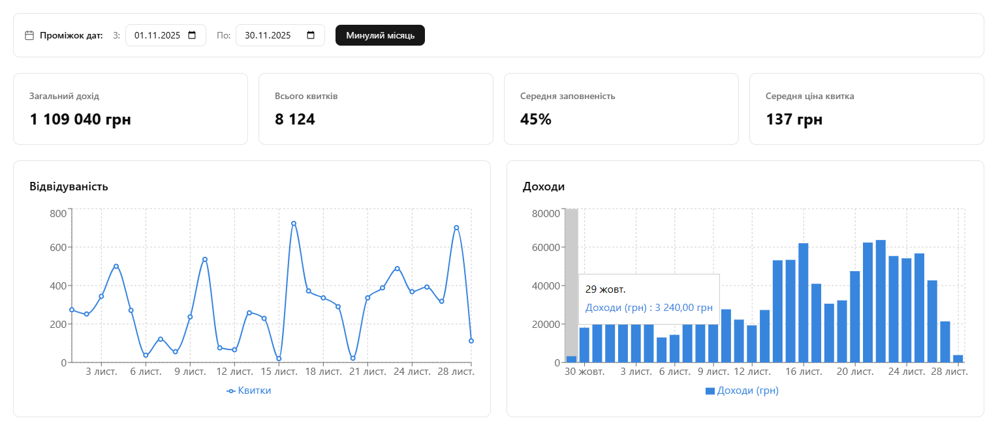 Проміжок дат: З: 01.11.2025 По: 30.11.2025 Минулий місяць
Загальний дохід
1 109 040 грн
Всього квитків
8 124
Середня заповненість
45%
Середня ціна квитка
137 грн
Відвідуваність
800
600
400
200
0
3 лист. 6 лист. 9 лист. 12 лист. 15 лист. 18 лист. 21 лист. 24 лист. 28 лист.
Квитки
Доходи
80000
60000
40000
20000
0
29 жовт.
Доходи (грн) : 3 240,00 грн
30 жовт. 3 лист. 6 лист. 9 лист. 12 лист. 16 лист. 20 лист. 24 лист. 28 лист.
Доходи (грн)